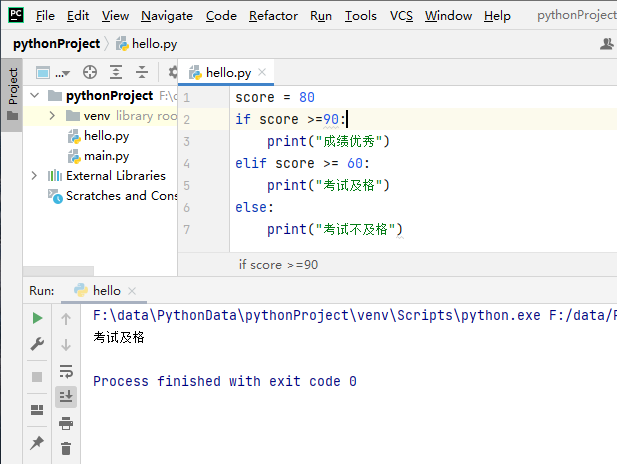 PC File Edit View Navigate Code Refactor Run Tools VCS Window Help pythonProject
pythonProject hello.py
Project
... hello.py
pythonProject F:\d
venv library roo
hello.py
main.py
External Libraries
Scratches and Cons
1 score = 80
2 if score >=90:
3 print("成绩优秀")
4 elif score >= 60:
5 print("考试及格")
6 else:
7 print("考试不及格")
if score >=90
Run: hello
F:\data\PythonData\pythonProject\venv\Scripts\python.exe F:/data/P
考试及格
Process finished with exit code 0